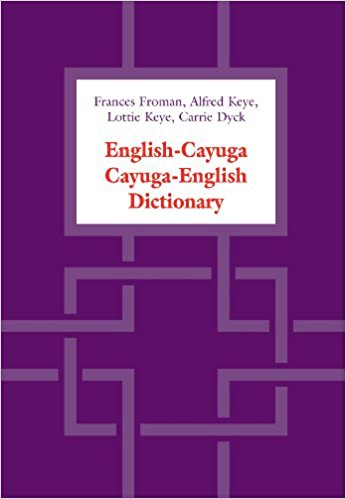 Frances Froman, Alfred Keye,
Lottie Keye, Carrie Dyck
English-Cayuga
Cayuga-English
Dictionary